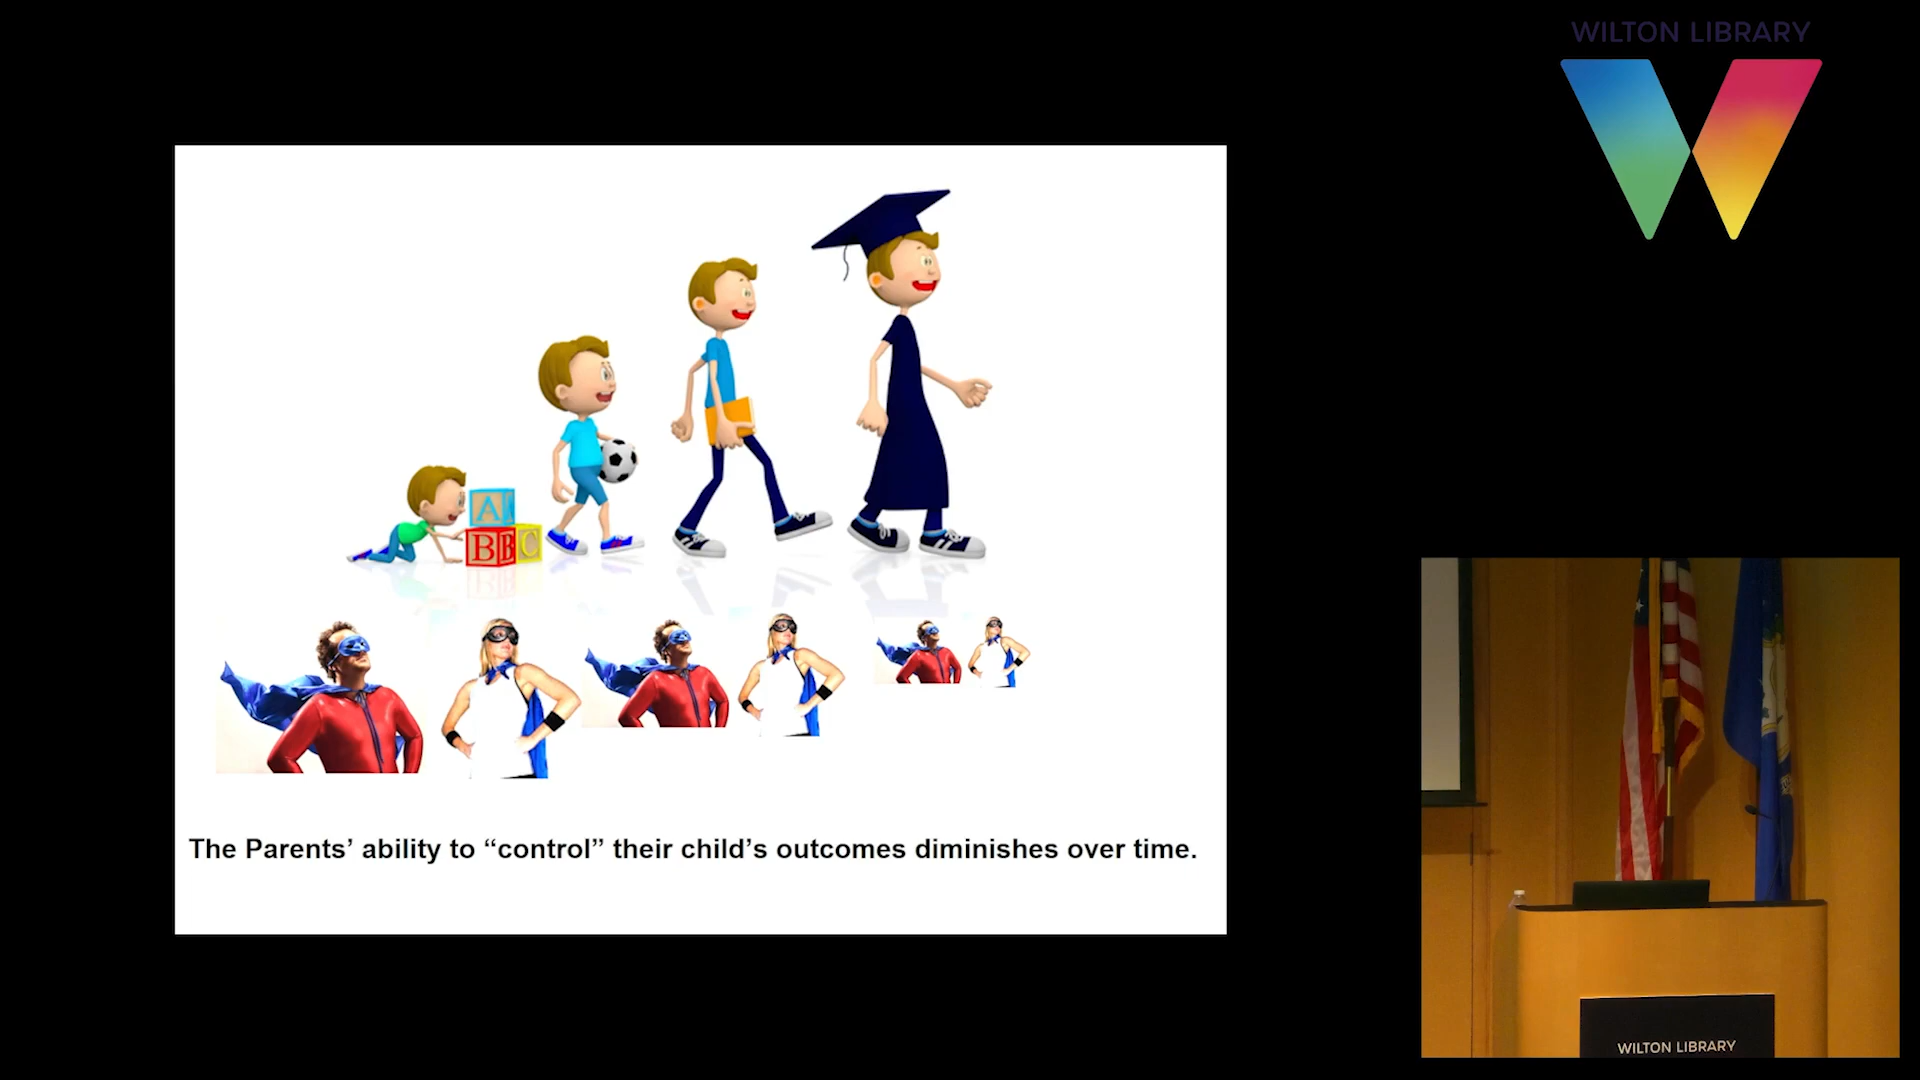 WILTON LIBRARY
A
B B C
The Parents’ ability to “control” their child’s outcomes diminishes over time.
WILTON LIBRARY